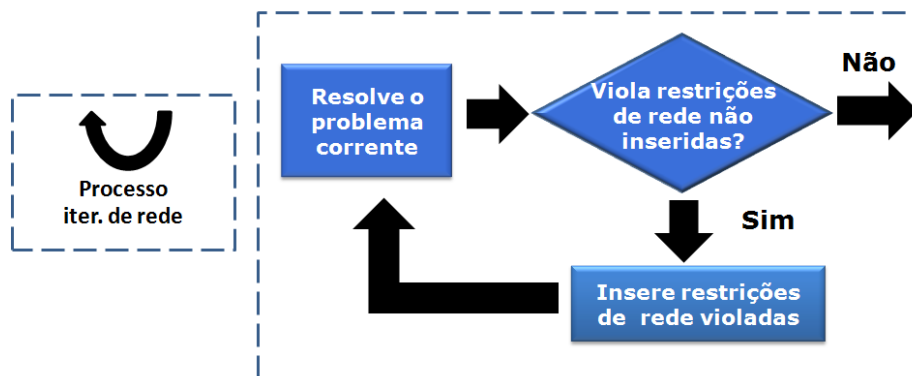 Processo
iter. de rede
Resolve o
problema
corrente
Viola restrições
de rede não
inseridas?
Não
Sim
Insere restrições
de rede violadas